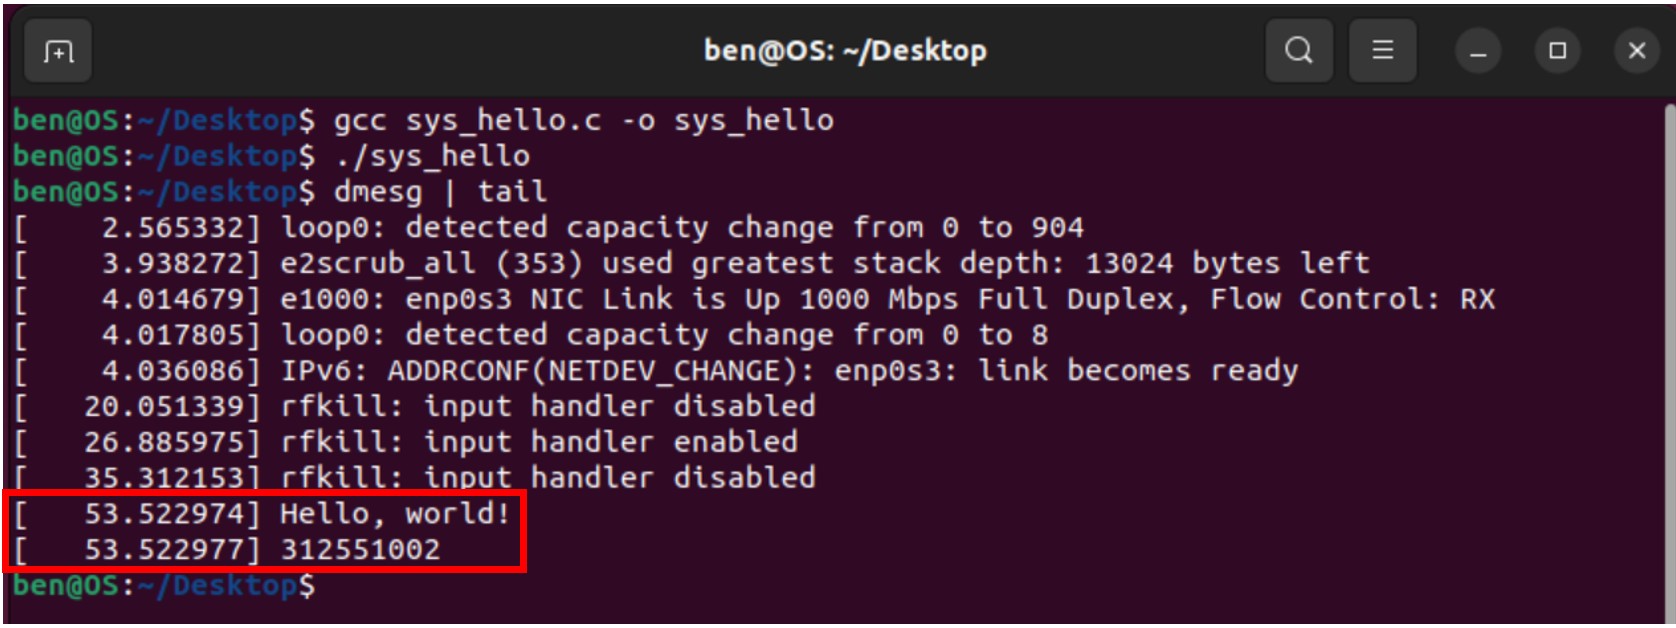 ben@OS: ~/Desktop
ben@OS:~/Desktop$ gcc sys_hello.c -o sys_hello
ben@OS:~/Desktop$ ./sys_hello
ben@OS:~/Desktop$ dmesg | tail
[    2.565332] loop0: detected capacity change from 0 to 904
[    3.938272] e2scrub_all (353) used greatest stack depth: 13024 bytes left
[    4.014679] e1000: enp0s3 NIC Link is Up 1000 Mbps Full Duplex, Flow Control: RX
[    4.017805] loop0: detected capacity change from 0 to 8
[    4.036086] IPv6: ADDRCONF(NETDEV_CHANGE): enp0s3: link becomes ready
[   20.051339] rfkill: input handler disabled
[   26.885975] rfkill: input handler enabled
[   35.312153] rfkill: input handler disabled
[   53.522974] Hello, world!
[   53.522977] 312551002
ben@OS:~/Desktop$